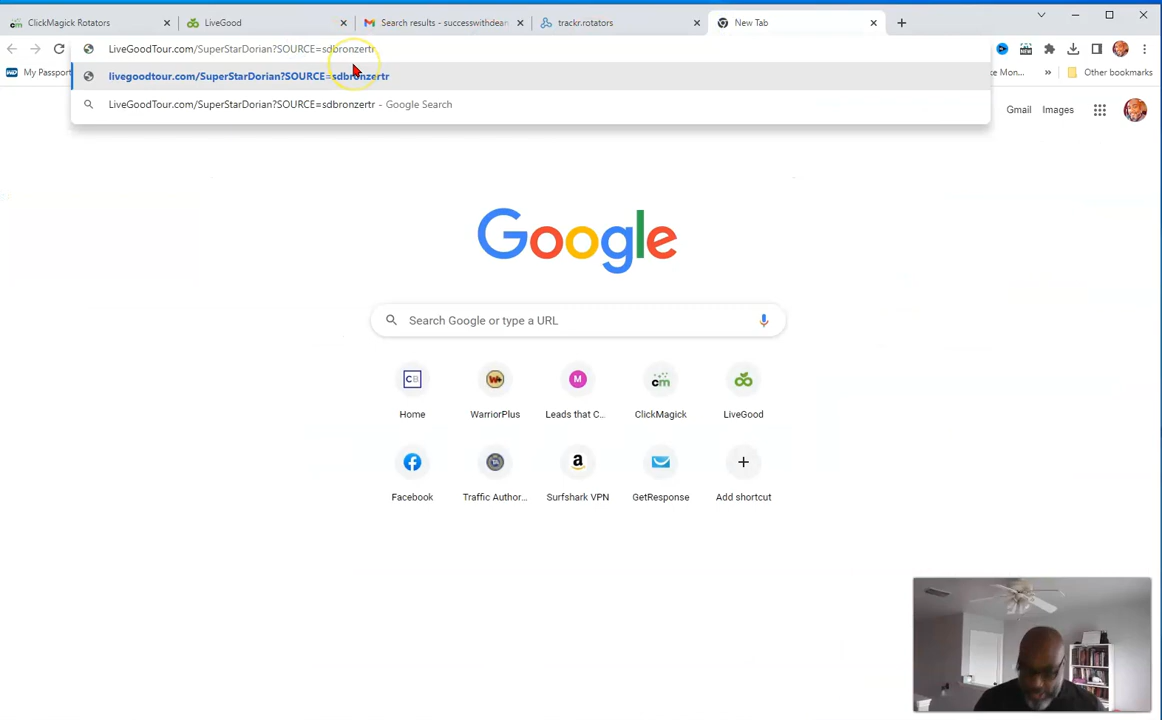 ClickMagick Rotators
LiveGood
Search results - successwithdean
trackr.rotators
New Tab
LiveGoodTour.com/SuperStarDorian?SOURCE=sdbronzertr
My Passport
Mon...
»
Other bookmarks
livegoodtour.com/SuperStarDorian?SOURCE=sdbronzertr
LiveGoodTour.com/SuperStarDorian?SOURCE=sdbronzertr - Google Search
Gmail Images
Google
Search Google or type a URL
CB
W+
M
cm
Home
WarriorPlus
Leads that C...
ClickMagick
LiveGood
TA
a
Facebook
Traffic Author...
Surfshark VPN
GetResponse
Add shortcut